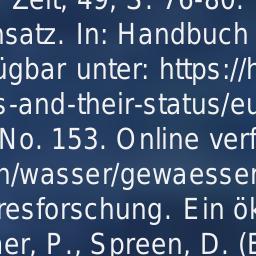 Zeit, 49, S. 76-80.
nsatz. In: Handbuch
ügbar unter: https://h
s-and-their-status/eu
No. 153. Online verf
n/wasser/gewaesser
resforschung. Ein ök
ner, P., Spreen, D. (E